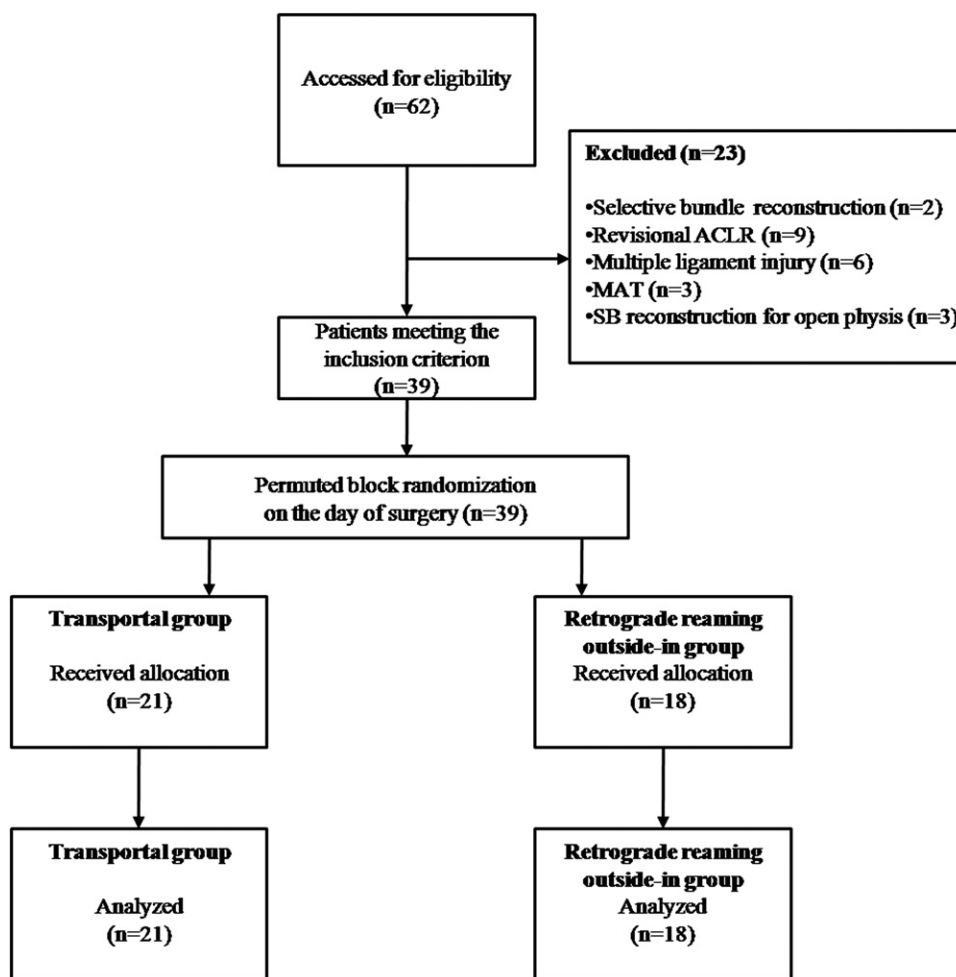 Accessed for eligibility
(n=62)
Excluded (n=23)
•Selective bundle reconstruction (n=2)
•Revisional ACLR (n=9)
•Multiple ligament injury (n=6)
•MAT (n=3)
•SB reconstruction for open physis (n=3)
Patients meeting the
inclusion criterion
(n=39)
Permuted block randomization
on the day of surgery (n=39)
Transportal group
Received allocation
(n=21)
Retrograde reaming
outside-in group
Received allocation
(n=18)
Transportal group
Analyzed
(n=21)
Retrograde reaming
outside-in group
Analyzed
(n=18)